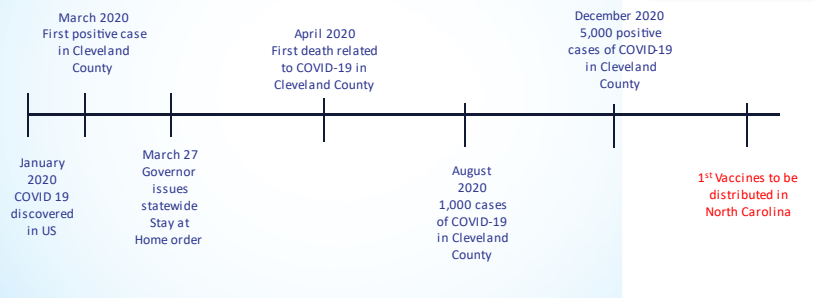 March 2020
First positive case
in Cleveland
County
April 2020
First death related
to COVID-19 in
Cleveland County
December 2020
5,000 positive
cases of COVID-19
in Cleveland
County
January
2020
COVID 19
discovered
in US
March 27
Governor
issues
statewide
Stay at
Home order
August
2020
1,000 cases
of COVID-19
in Cleveland
County
1st Vaccines to be
distributed in
North Carolina